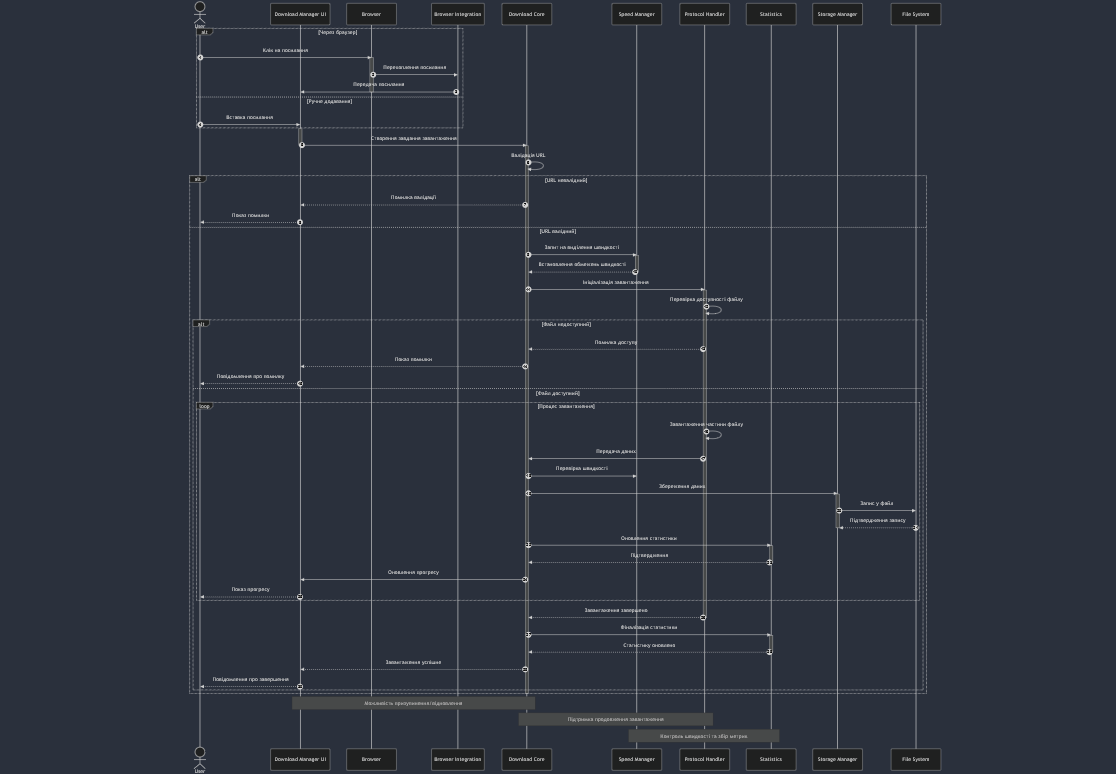 Download Manager UI
Browser
Browser Integration
Download Core
Speed Manager
Protocol Handler
Statistics
Storage Manager
File System
User
alt
[Через браузер]
Клік на посилання
Перехоплення посилання
Передача посилання
[Ручне додавання]
Вставка посилання
Створення завдання завантаження
Валідація URL
alt
[URL невалідний]
Помилка валідації
Показ помилки
[URL валідний]
Запит на виділення швидкості
Встановлення обмежень швидкості
Ініціалізація завантаження
Перевірка доступності файлу
alt
[Файл недоступний]
Помилка доступу
Показ помилки
Повідомлення про помилку
[Файл доступний]
loop
[Процес завантаження]
Завантаження частини файлу
Передача даних
Перевірка швидкості
Збереження даних
Запис у файл
Підтвердження запису
Оновлення статистики
Підтвердження
Оновлення прогресу
Показ прогресу
Завантаження завершено
Фіналізація статистики
Статистику оновлено
Завантаження успішне
Повідомлення про завершення
Можливість призупинення/відновлення
Підтримка продовження завантаження
Контроль швидкості та збір метрик
Download Manager UI
Browser
Browser Integration
Download Core
Speed Manager
Protocol Handler
Statistics
Storage Manager
File System
User